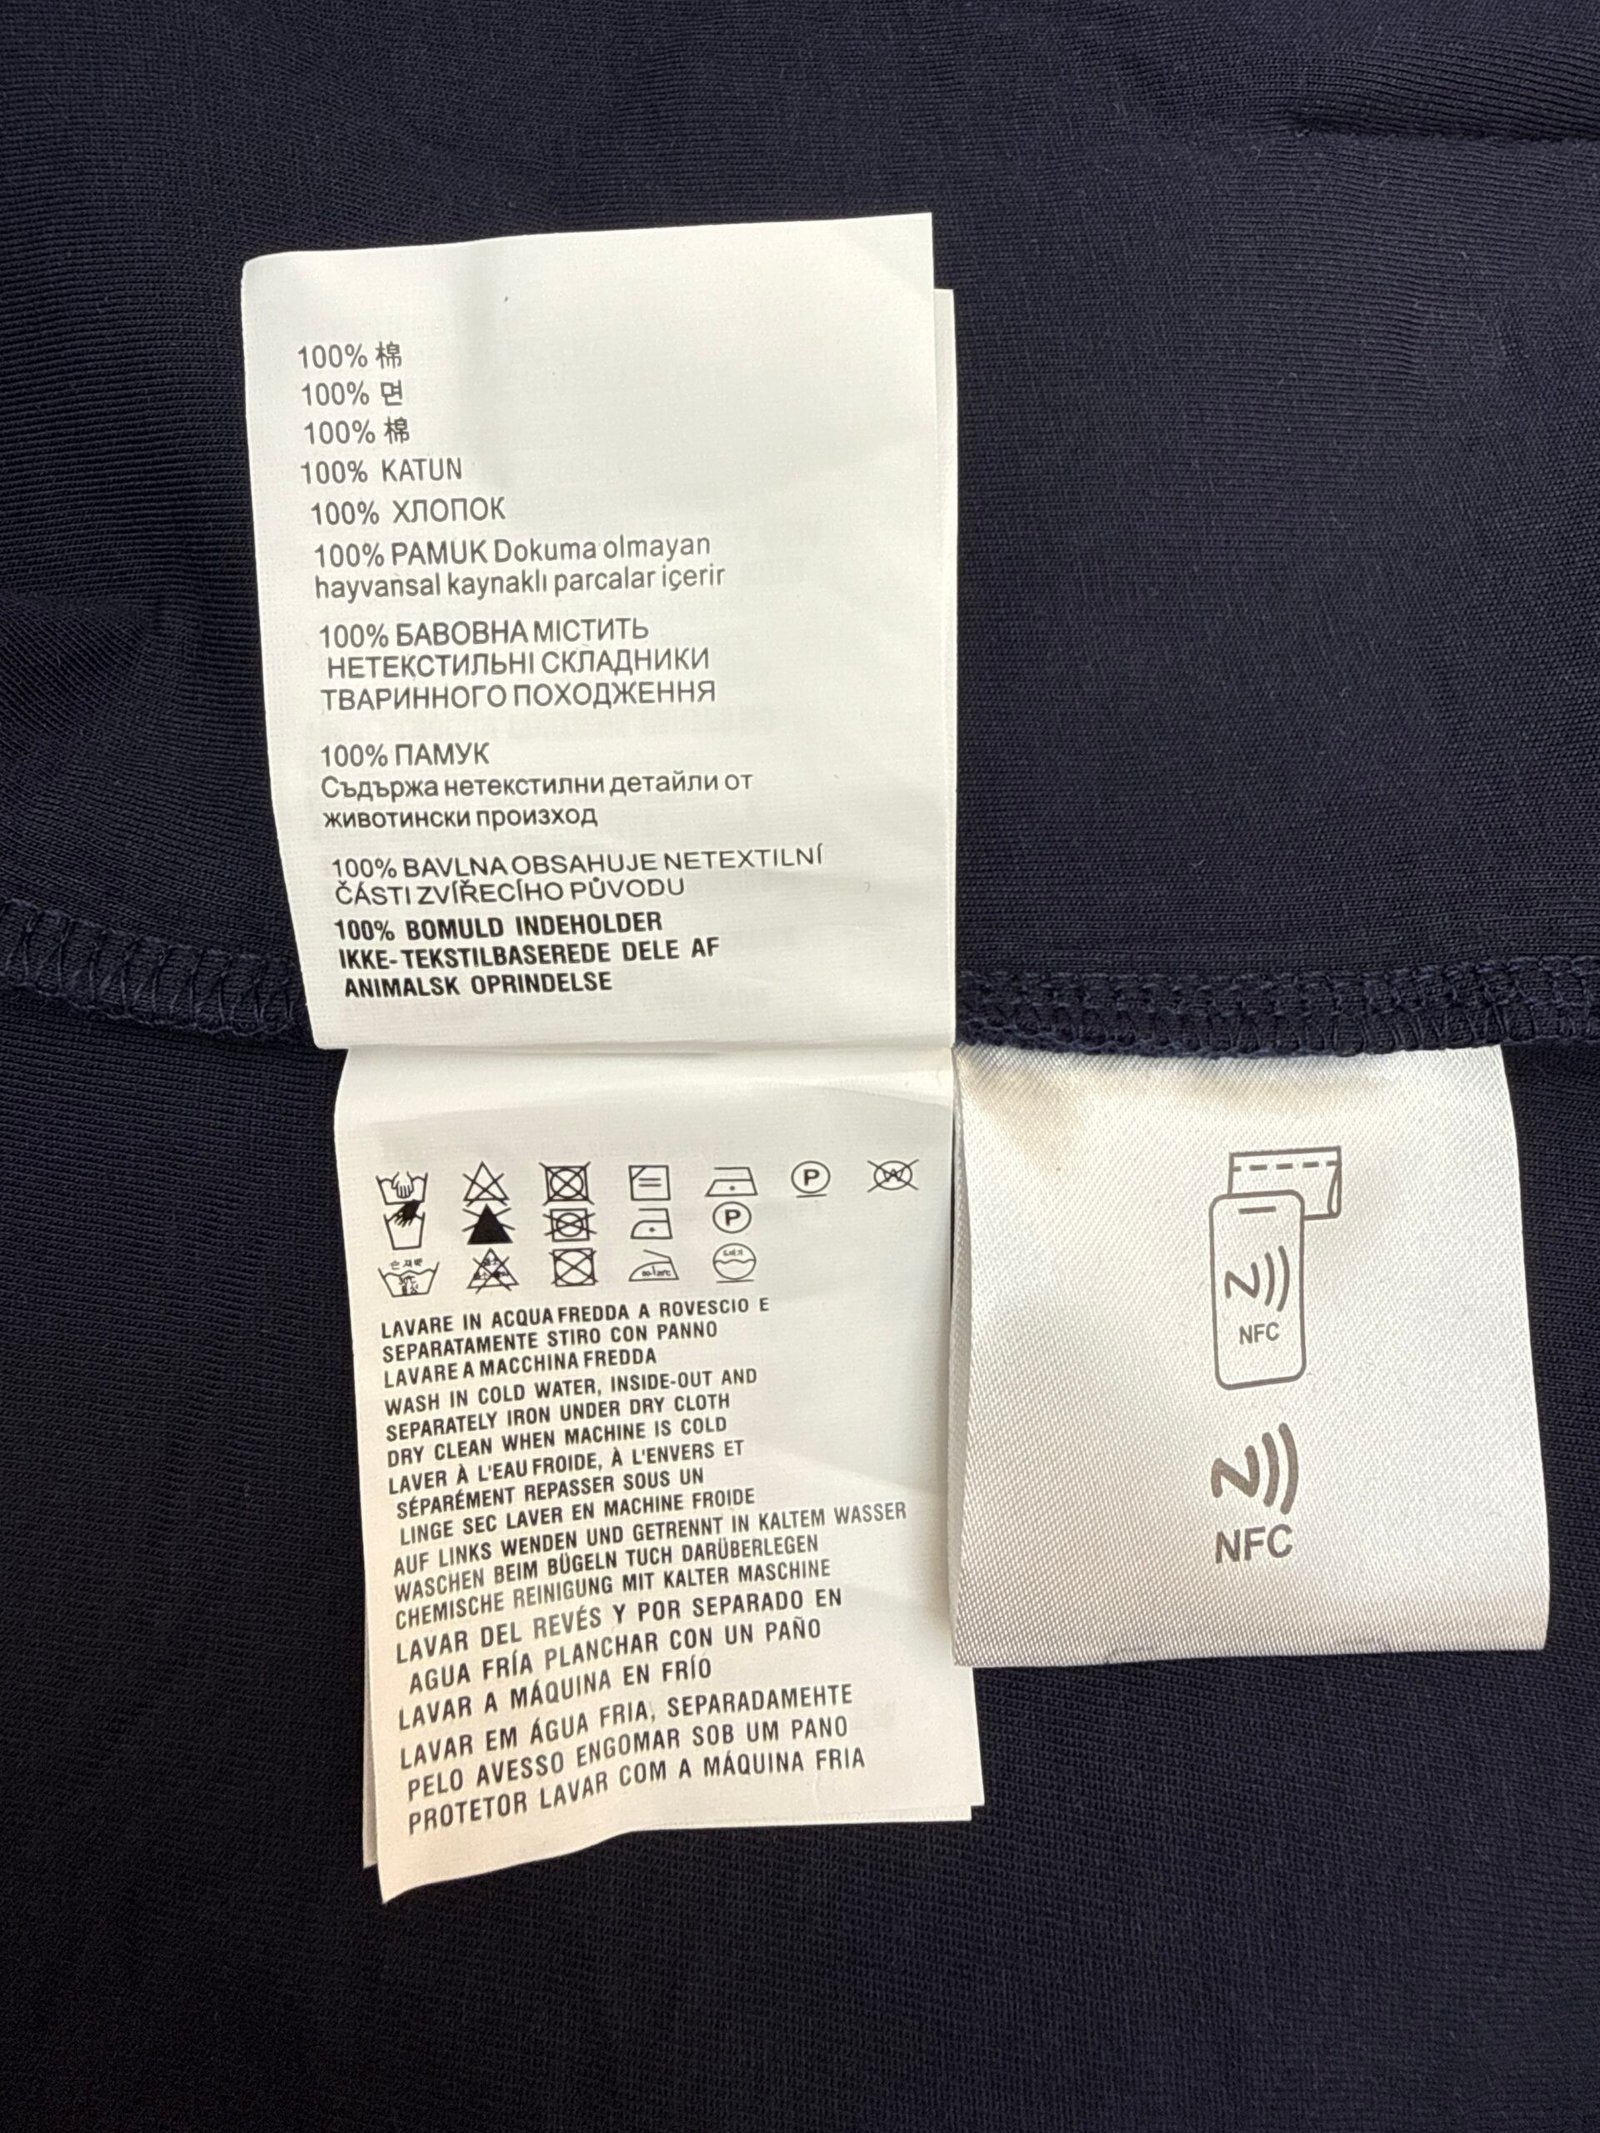 100% 棉
100% 면
100% 棉
100% KATUN
100% ХЛОПОК
100% PAMUK Dokuma olmayan
hayvansal kaynaklı parcalar içerir
100% БАВОВНА МІСТИТЬ
НЕТЕКСТИЛЬНІ СКЛАДНИКИ
ТВАРИННОГО ПОХОДЖЕННЯ
100% ПАМУК
Съдържа нетекстилни детайли от
животински произход
100% BAVLNA OBSAHUJE NETEXTILNÍ
ČÁSTI ZVÍŘECÍHO PŮVODU
100% BOMULD INDEHOLDER
IKKE-TEKSTILBASEREDE DELE AF
ANIMALSK OPRINDELSE
P W
P
LAVARE IN ACQUA FREDDA A ROVESCIO E
SEPARATAMENTE STIRO CON PANNO
LAVARE A MACCHINA FREDDA
WASH IN COLD WATER, INSIDE-OUT AND
SEPARATELY IRON UNDER DRY CLOTH
DRY CLEAN WHEN MACHINE IS COLD
LAVER À L'EAU FROIDE, À L'ENVERS ET
SÉPARÉMENT REPASSER SOUS UN
LINGE SEC LAVER EN MACHINE FROIDE
AUF LINKS WENDEN UND GETRENNT IN KALTEM WASSER
WASCHEN BEIM BÜGELN TUCH DARÜBERLEGEN
CHEMISCHE REINIGUNG MIT KALTER MASCHINE
LAVAR DEL REVÉS Y POR SEPARADO EN
AGUA FRÍA PLANCHAR CON UN PAÑO
LAVAR A MÁQUINA EN FRÍO
LAVAR EM ÁGUA FRIA, SEPARADAMEHTE
PELO AVESSO ENGOMAR SOB UM PANO
PROTETOR LAVAR COM A MÁQUINA FRIA
NFC
NFC